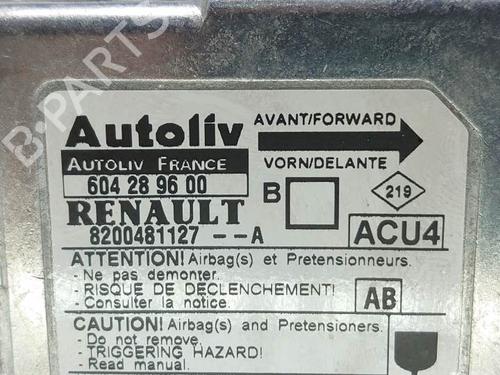 B-PARTS
Autoliv
AUTOLIV FRANCE
604 28 96 00
RENAULT
8200481127 --A
AVANT/FORWARD
VORN/DELANTE
B
219
ACU4
ATTENTION! Airbag(s) et Pretensionneurs.
- Ne pas demonter.
- RISQUE DE DECLENCHEMENT!
- Consulter la notice.
AB
CAUTION! Airbag(s) and Pretensioners.
- Do not remove.
- TRIGGERING HAZARD!
- Read manual.